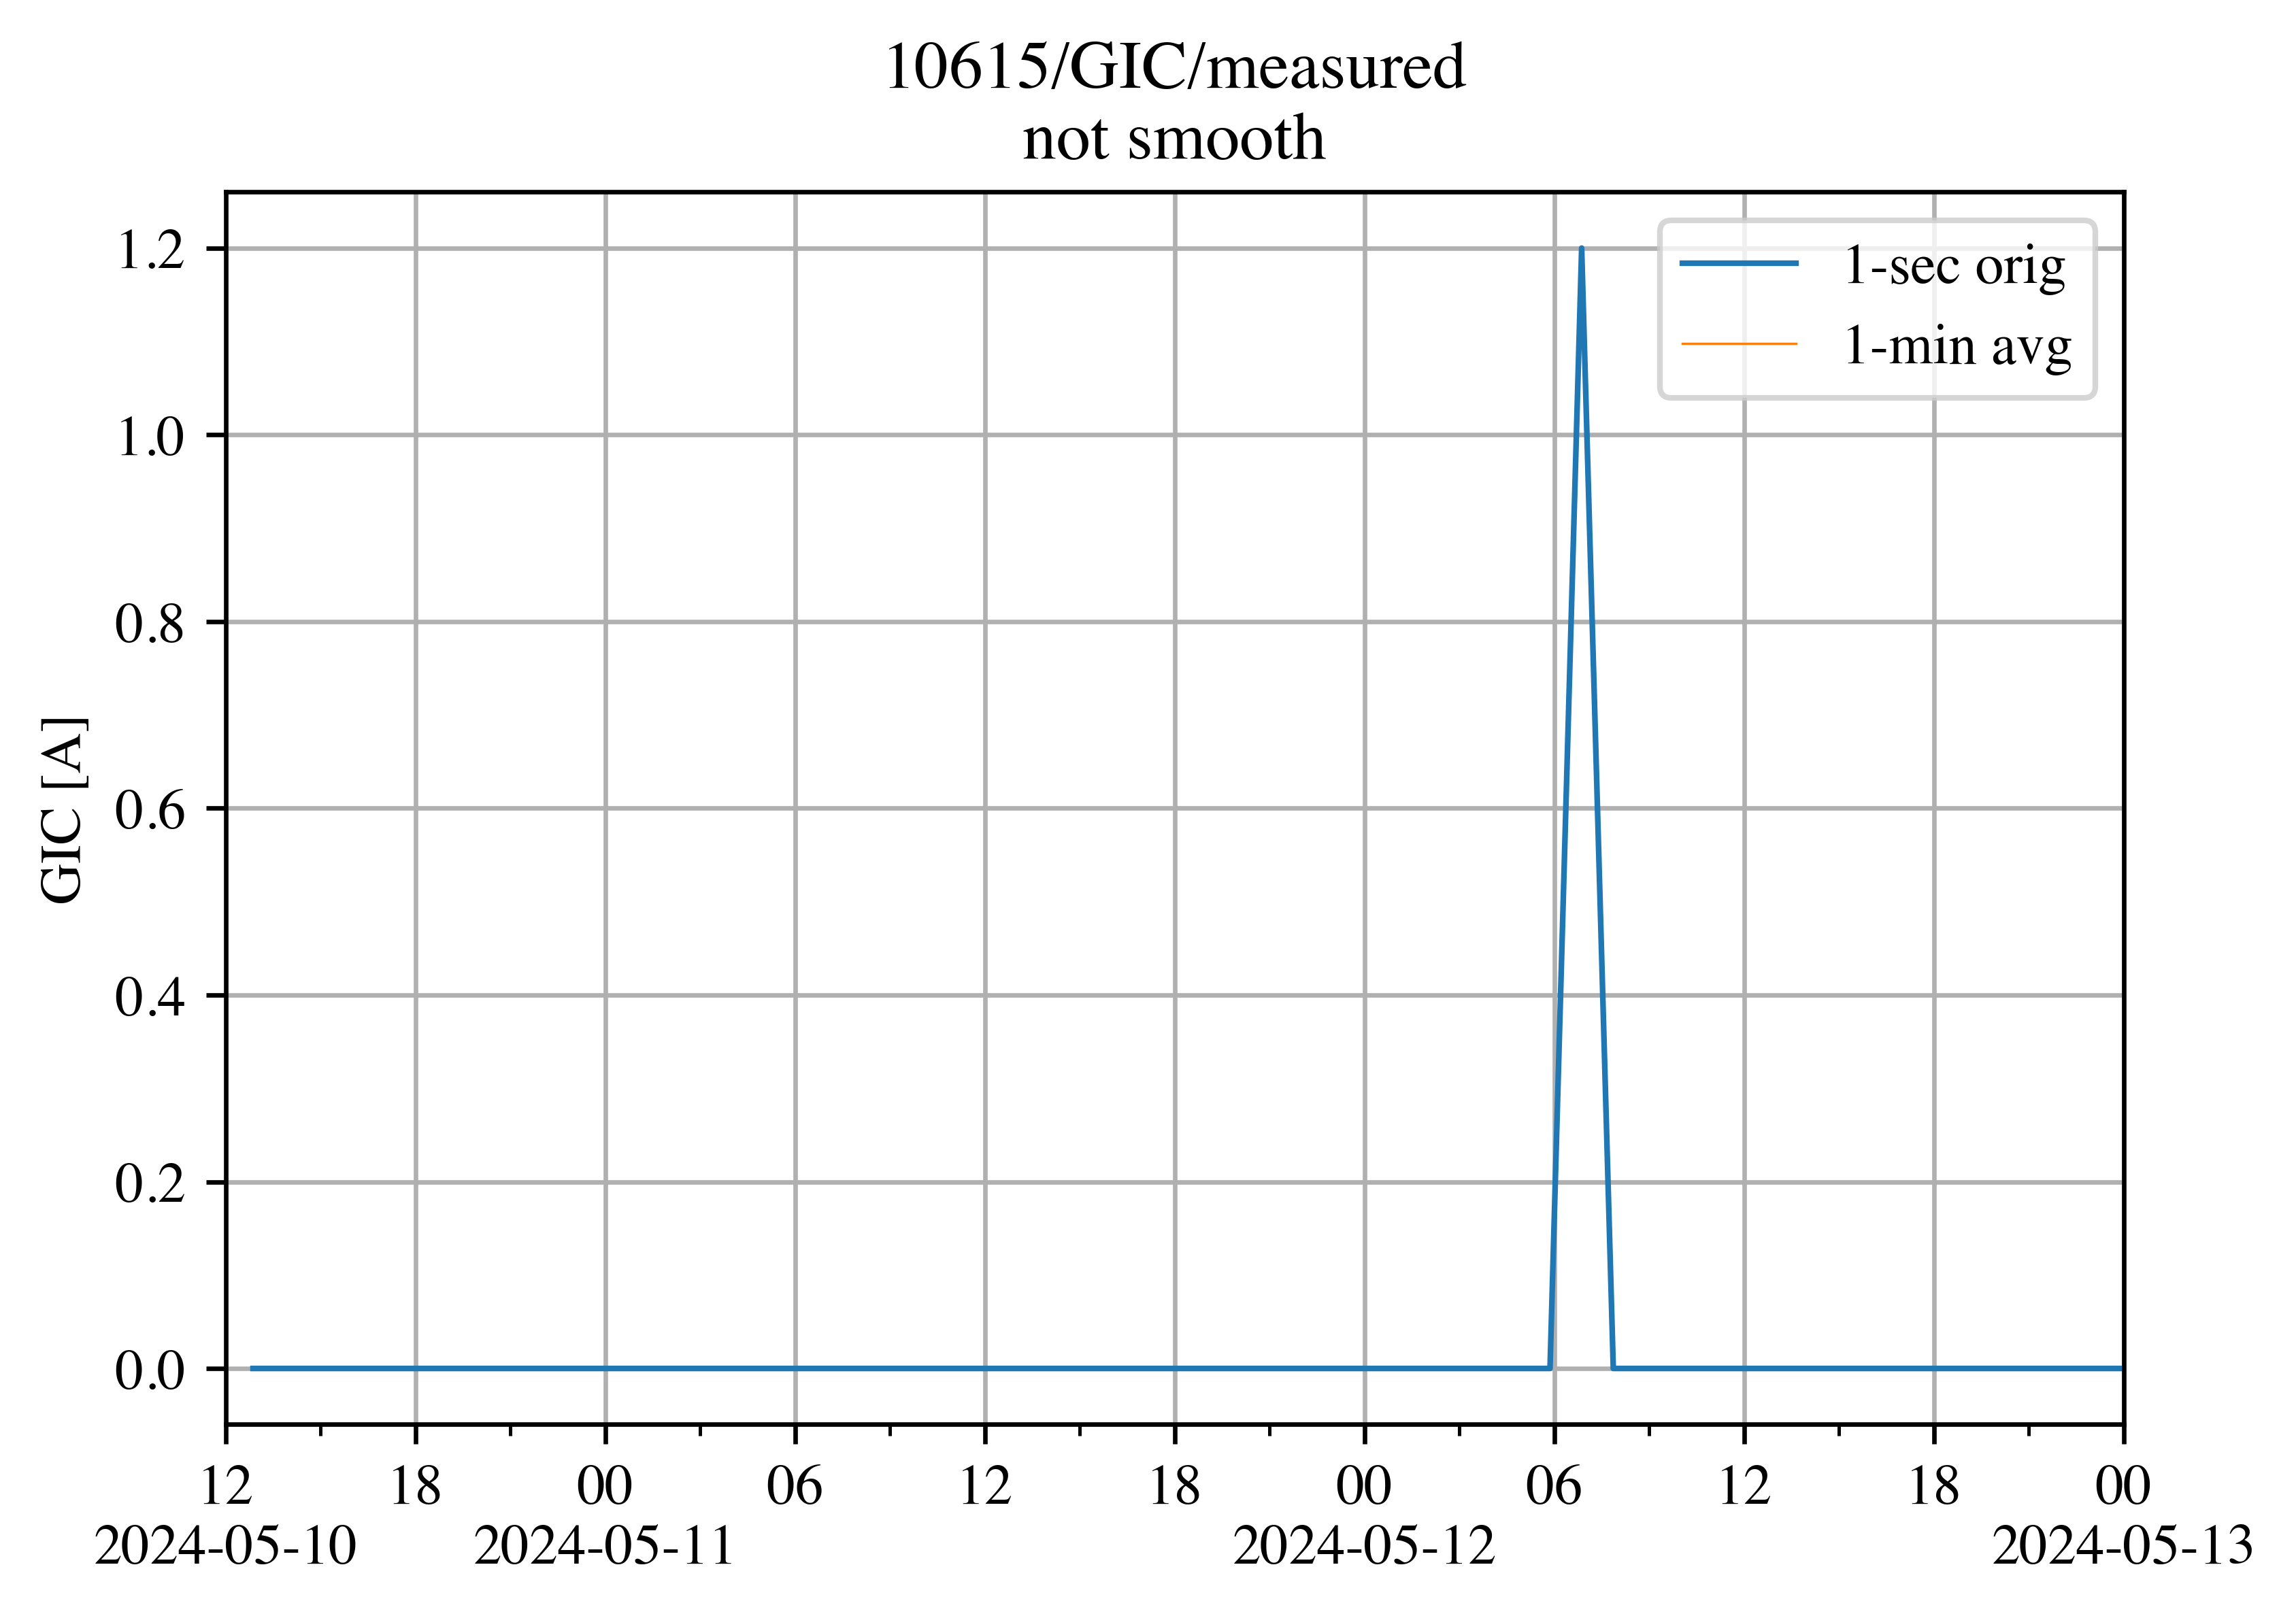 10615/GIC/measured
not smooth
1-sec orig
1-min avg
GIC [A]
1.2
1.0
0.8
0.6
0.4
0.2
0.0
12 18 00 06 12 18 00 06 12 18 00
2024-05-10 2024-05-11 2024-05-12 2024-05-13